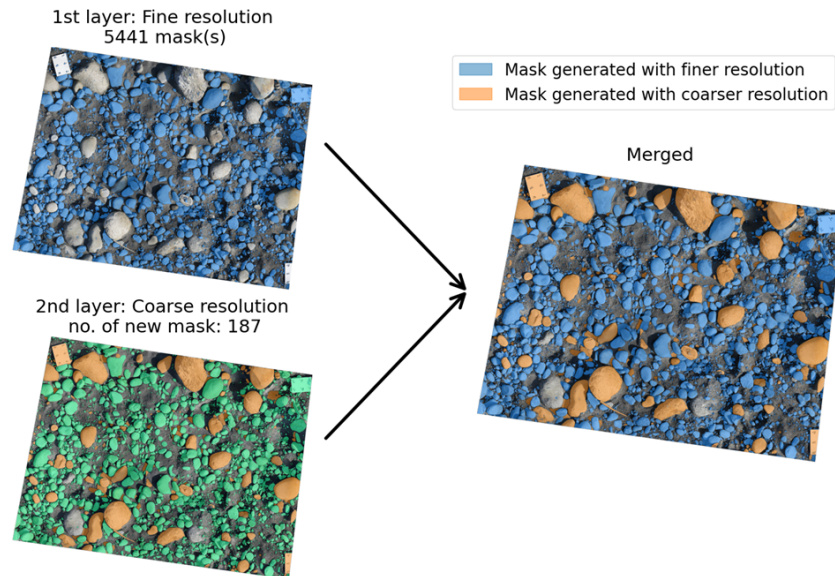 1st layer: Fine resolution
5441 mask(s)
Mask generated with finer resolution
Mask generated with coarser resolution
Merged
2nd layer: Coarse resolution
no. of new mask: 187